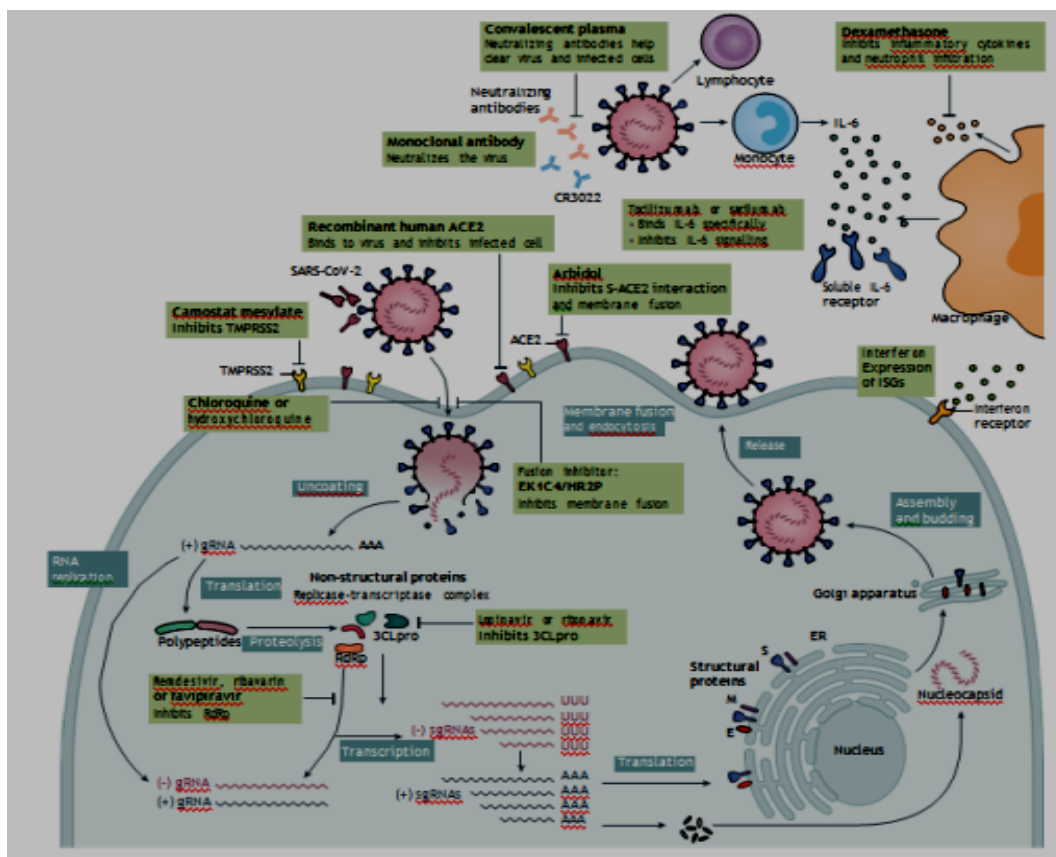 Convalescent plasma
Neutralizing antibodies help
clear virus and infected cells
Dexamethasone
Inhibits inflammatory cytokines
and neutrophil infiltration
Lymphocyte
Neutralizing
antibodies
Monoclonal antibody
Neutralizes the virus
Monocyte
IL-6
CR3022
Recombinant human ACE2
Binds to virus and inhibits infected cell
Tocilizumab or
- Binds IL-6 specifically
- Inhibits IL-6 signalling
SARS-CoV-2
Arbidol
Inhibits S-ACE2 interaction
and membrane fusion
Soluble IL-6
receptor
Macrophage
Camostat mesylate
Inhibits TMPRSS2
ACE2
TMPRSS2
Interferon
Expression
of ISGs
Interferon
receptor
Chloroquine or
hydroxychloroquine
Membrane fusion
and endocytosis
Release
Fusion inhibitor:
EK1C4/HR2P
Inhibits membrane fusion
Uncoating
Assembly
and budding
(+) gRNA
AAA
RNA
replication
Translation
Non-structural proteins
Replicase-transcriptase complex
Golgi apparatus
Polypeptides
Proteolysis
3CLpro
Lopinavir or ritonavir
Inhibits 3CLpro
RdRp
ER
S
Structural
proteins
M
E
Nucleocapsid
Remdesivir, ribavarin
or favipiravir
Inhibits RdRp
UUU
UUU
(-) sgRNAs
UUU
UUU
Transcription
Nucleus
Translation
(-) gRNA
(+) gRNA
AAA
(+) sgRNAs
AAA
AAA
AAA